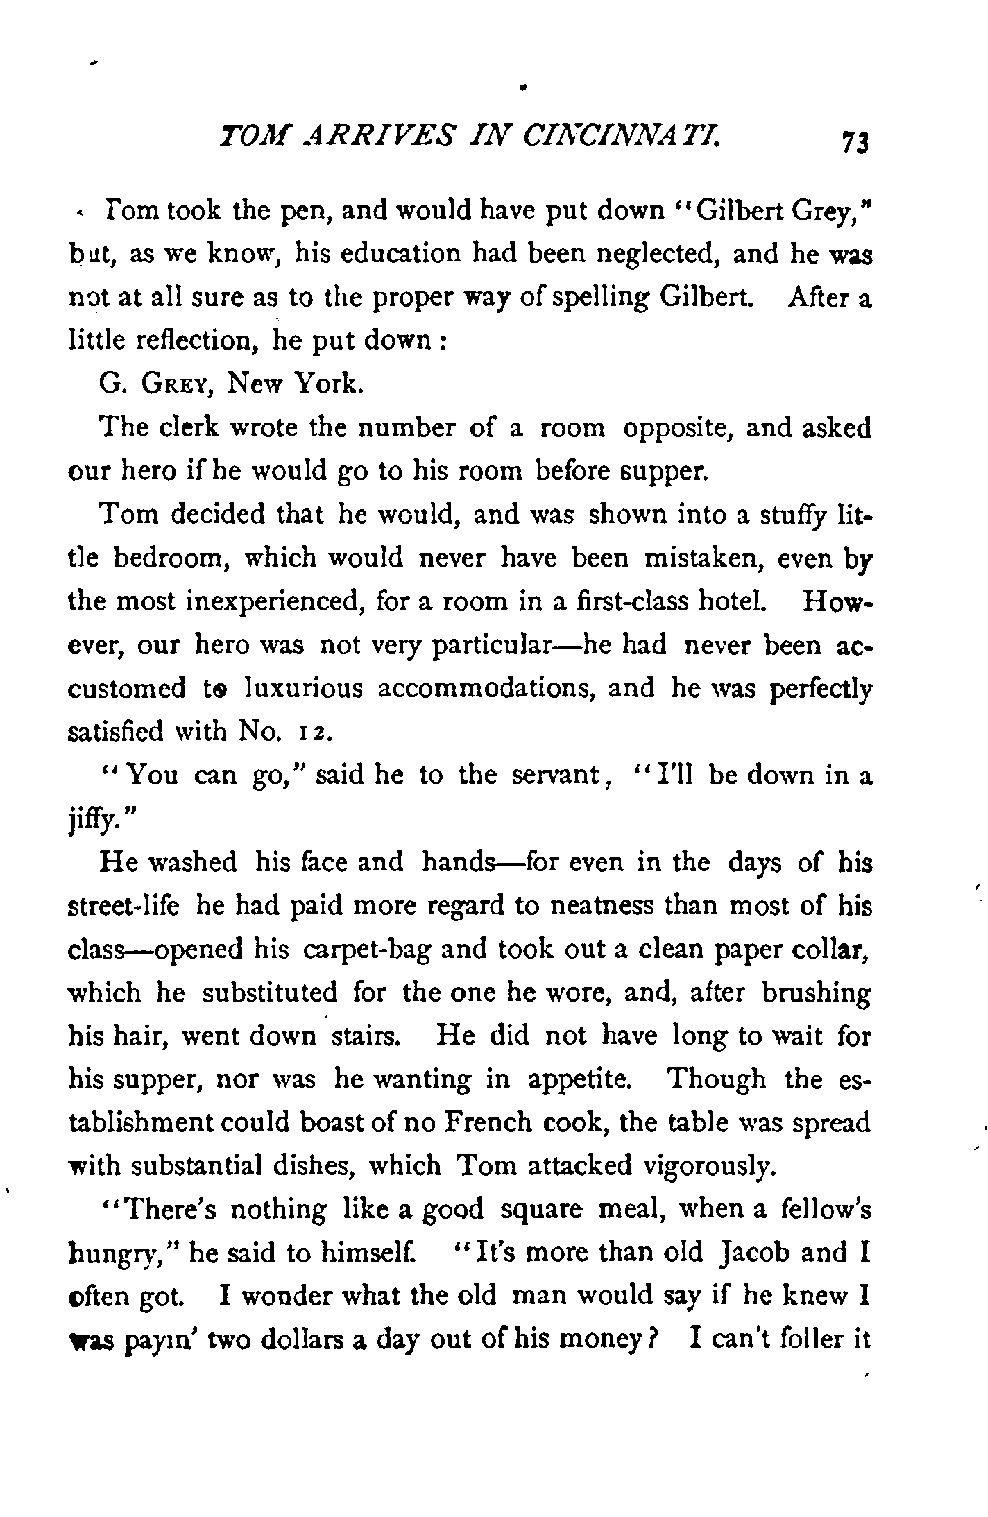 TOM ARRIVES IN CINCINNATI. 73
Tom took the pen, and would have put down "Gilbert Grey,"
but, as we know, his education had been neglected, and he was
not at all sure as to the proper way of spelling Gilbert. After a
little reflection, he put down :
G. GREY, New York.
The clerk wrote the number of a room opposite, and asked
our hero if he would go to his room before supper.
Tom decided that he would, and was shown into a stuffy lit-
tle bedroom, which would never have been mistaken, even by
the most inexperienced, for a room in a first-class hotel. How-
ever, our hero was not very particular—he had never been ac-
customed to luxurious accommodations, and he was perfectly
satisfied with No. 12.
"You can go," said he to the servant, "I'll be down in a
jiffy."
He washed his face and hands—for even in the days of his
street-life he had paid more regard to neatness than most of his
class—opened his carpet-bag and took out a clean paper collar,
which he substituted for the one he wore, and, after brushing
his hair, went down stairs. He did not have long to wait for
his supper, nor was he wanting in appetite. Though the es-
tablishment could boast of no French cook, the table was spread
with substantial dishes, which Tom attacked vigorously.
"There's nothing like a good square meal, when a fellow's
hungry," he said to himself. "It's more than old Jacob and I
often got. I wonder what the old man would say if he knew I
was payin' two dollars a day out of his money? I can't foller it